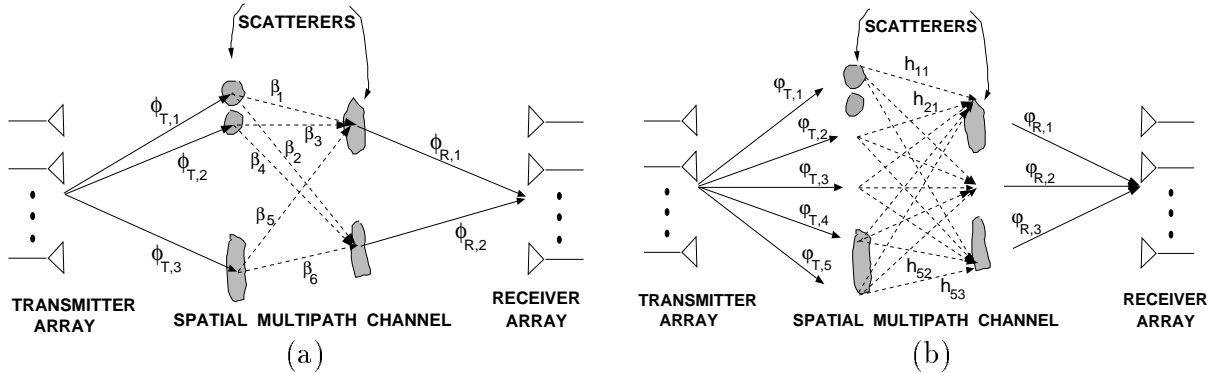 SCATTERERS
β1
ϕT,1
β3
β2
ϕT,2
β4
ϕR,1
β5
ϕT,3
β6
ϕR,2
TRANSMITTER
ARRAY
SPATIAL MULTIPATH CHANNEL
RECEIVER
ARRAY
(a)
SCATTERERS
h11
φT,1
h21
φT,2
φR,1
φT,3
φR,2
φT,4
φR,3
φT,5
h52
h53
TRANSMITTER
ARRAY
SPATIAL MULTIPATH CHANNEL
RECEIVER
ARRAY
(b)